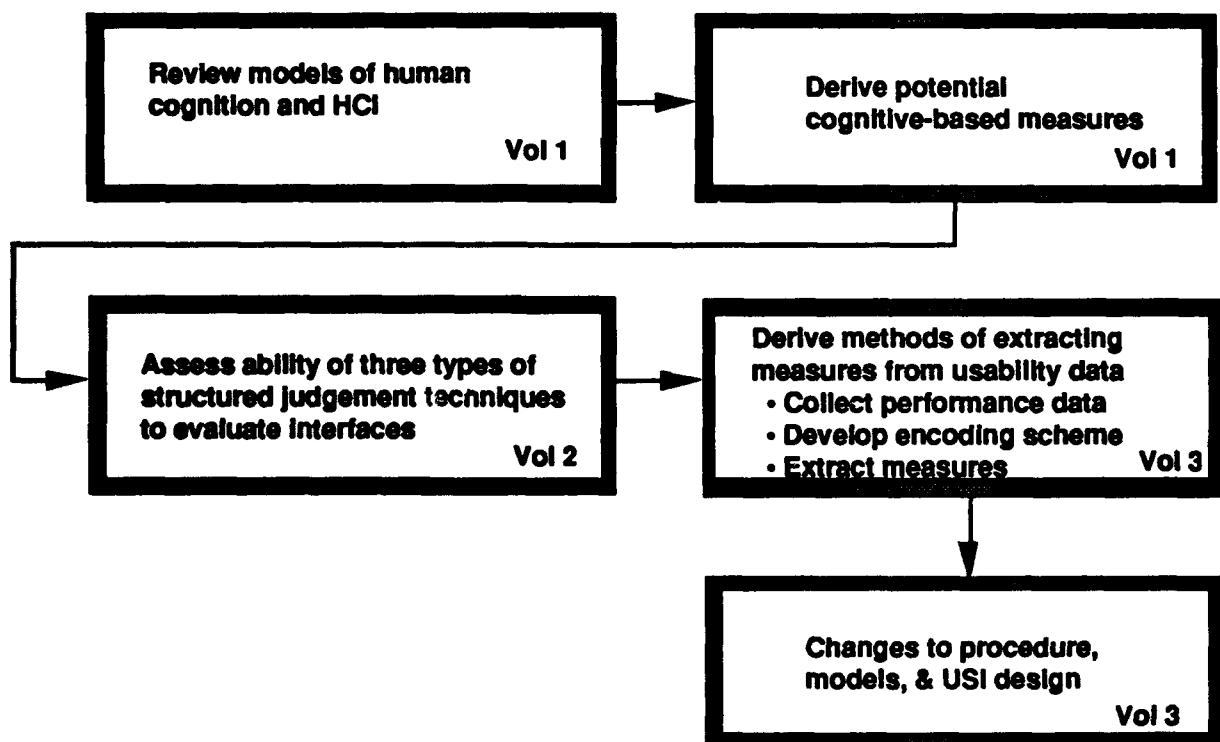 Review models of human
cognition and HCI
Vol 1
Derive potential
cognitive-based measures
Vol 1
Assess ability of three types of
structured judgement techniques
to evaluate interfaces
Vol 2
Derive methods of extracting
measures from usability data
• Collect performance data
• Develop encoding scheme
• Extract measures
Vol 3
Changes to procedure,
models, & USI design
Vol 3